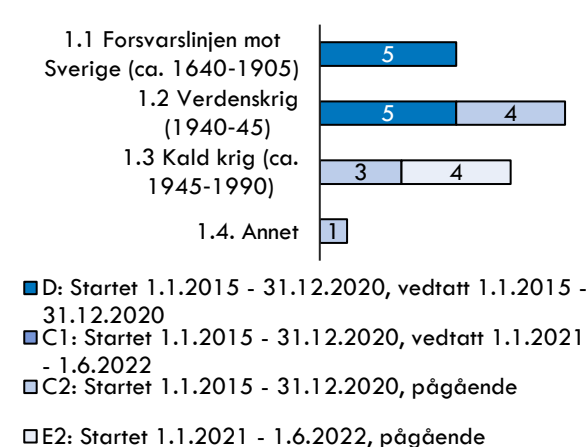 1.1 Forsvarslinjen mot
Sverige (ca. 1640-1905)
5
1.2 Verdenskrig
(1940-45)
5 4
1.3 Kald krig (ca.
1945-1990)
3 4
1.4. Annet
1
D: Startet 1.1.2015 - 31.12.2020, vedtatt 1.1.2015 -
31.12.2020
C1: Startet 1.1.2015 - 31.12.2020, vedtatt 1.1.2021
- 1.6.2022
C2: Startet 1.1.2015 - 31.12.2020, pågående
E2: Startet 1.1.2021 - 1.6.2022, pågående